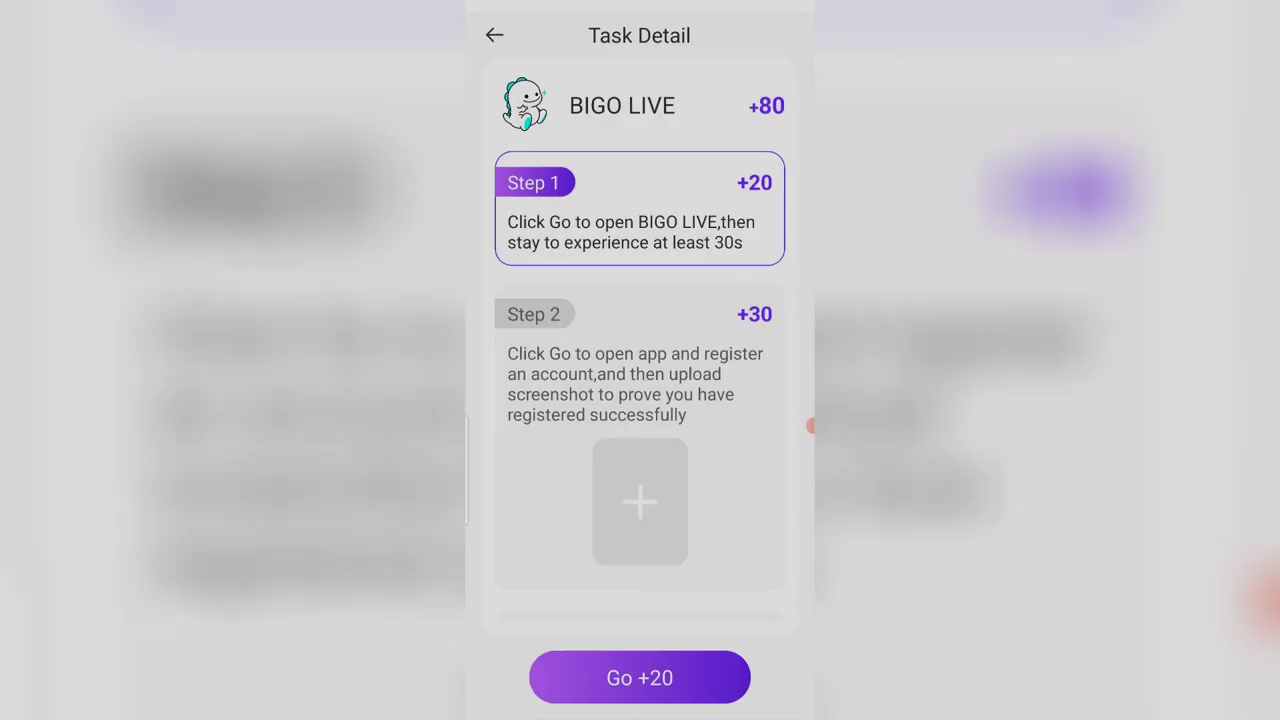 Task Detail
BIGO LIVE
+80
Step 1
+20
Click Go to open BIGO LIVE,then
stay to experience at least 30s
Step 2
+30
Click Go to open app and register
an account,and then upload
screenshot to prove you have
registered successfully
Go +20